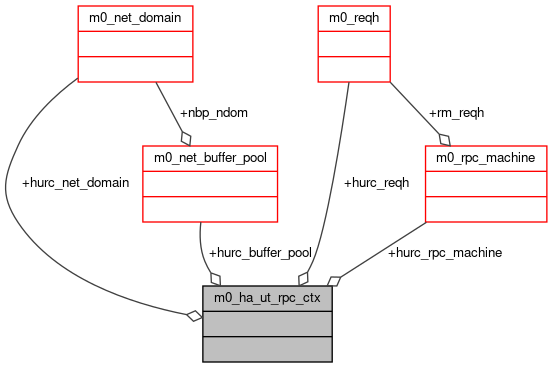 m0_net_domain
m0_reqh
+nbp_ndom
+rm_reqh
m0_net_buffer_pool
m0_rpc_machine
+hurc_net_domain
+hurc_reqh
+hurc_buffer_pool
+hurc_rpc_machine
m0_ha_ut_rpc_ctx